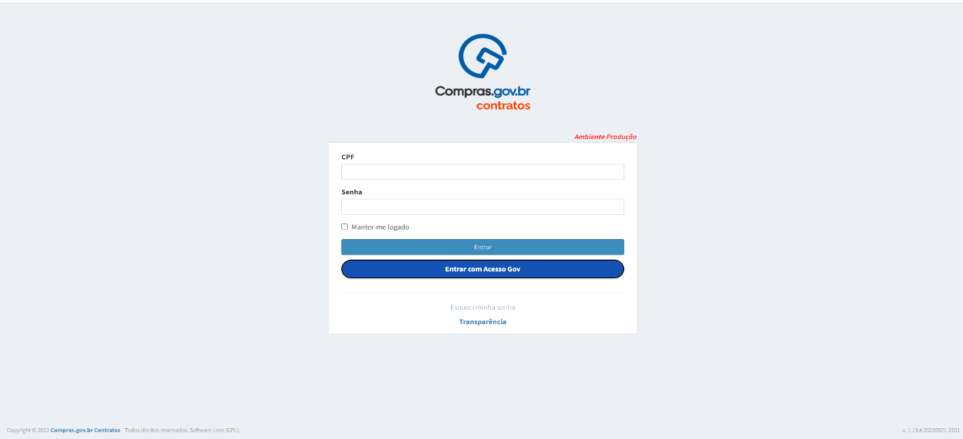 Compras.gov.br
contratos
Ambiente Produção
CPF
Senha
Manter-me logado
Entrar
Entrar com Acesso Gov
Esqueci minha senha
Transparência
Copyright © 2022 Compras.gov.br Contratos . Todos direitos reservados. Software Livre (GPL).